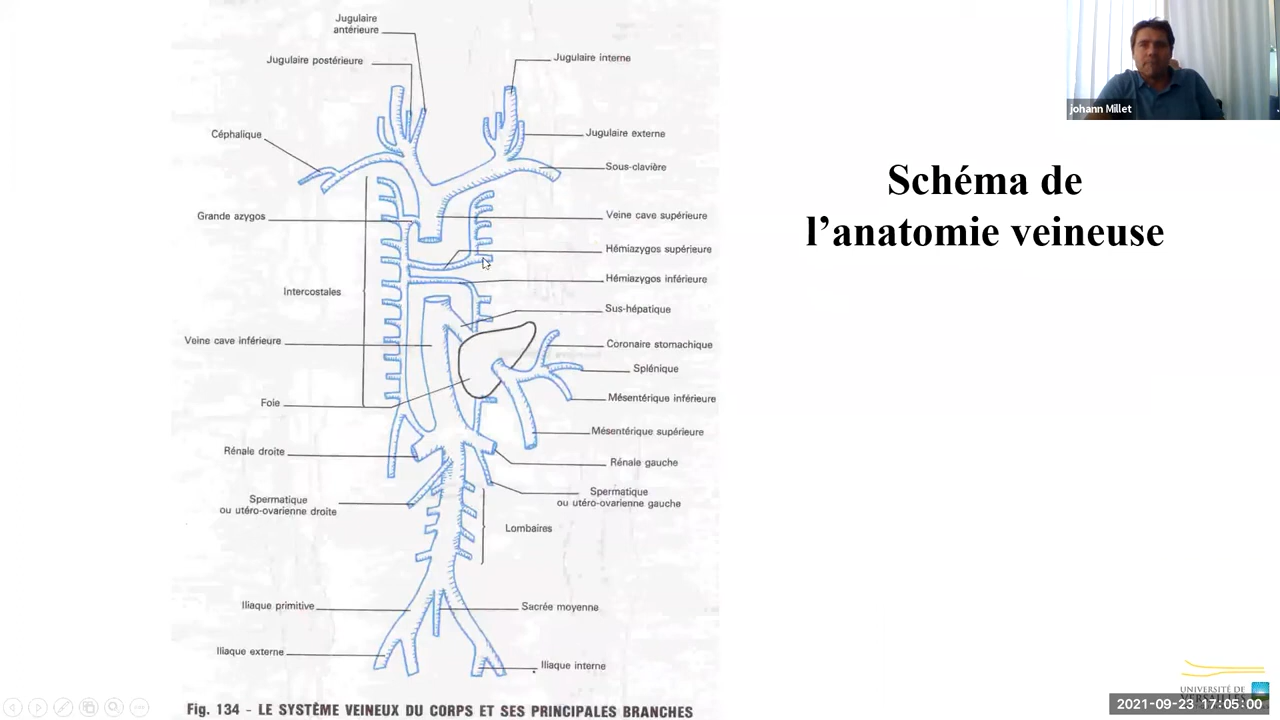 Jugulaire
antérieure
Jugulaire postérieure
Jugulaire interne
johann Millet
Céphalique
Jugulaire externe
Sous-clavière
Schéma de
l’anatomie veineuse
Grande azygos
Veine cave supérieure
Hémiazygos supérieure
Hémiazygos inférieure
Intercostales
Sus-hépatique
Veine cave inférieure
Coronaire stomachique
Splénique
Foie
Mésentérique inférieure
Mésentérique supérieure
Rénale droite
Rénale gauche
Spermatique
ou utéro-ovarienne droite
Spermatique
ou utéro-ovarienne gauche
Lombaires
Iliaque primitive
Sacrée moyenne
Iliaque externe
Iliaque interne
UNIVERSITÉ DE
2021-09-23 17:05:00
Fig. 134 - LE SYSTÈME VEINEUX DU CORPS ET SES PRINCIPALES BRANCHES